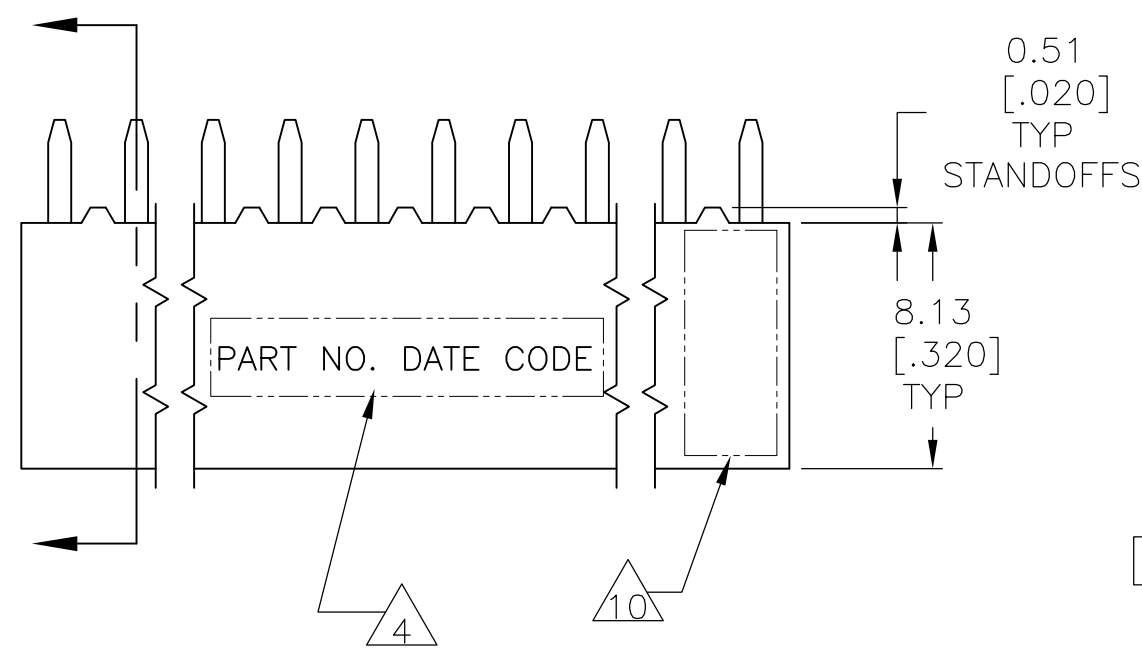 0.51
[.020]
TYP
STANDOFFS
8.13
[.320]
TYP
PART NO. DATE CODE
4
10
[